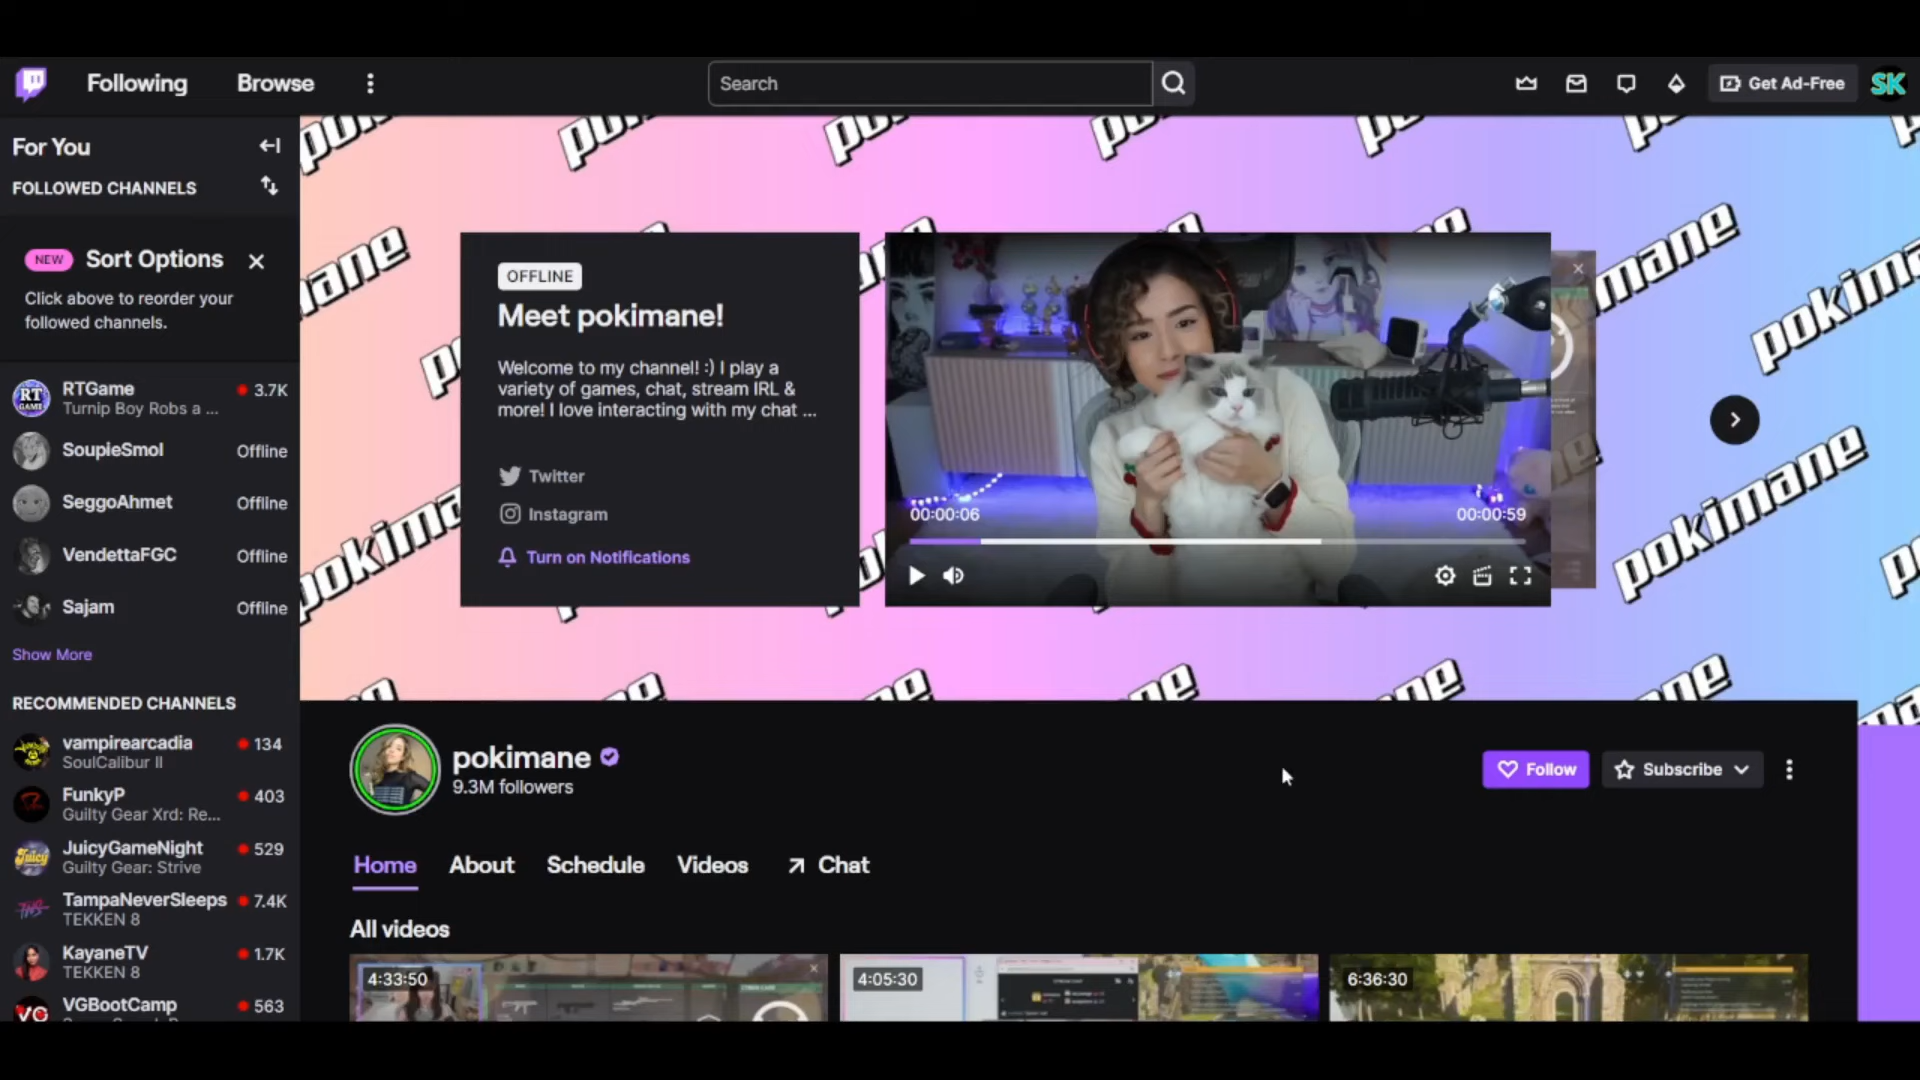 Following
Browse
Search
Get Ad-Free
SK
For You
FOLLOWED CHANNELS
NEW
Sort Options
Click above to reorder your
followed channels.
RTGame
3.7K
Turnip Boy Robs a ...
SoupieSmol
Offline
SeggoAhmet
Offline
VendettaFGC
Offline
Sajam
Offline
Show More
RECOMMENDED CHANNELS
vampirearcadia
134
SoulCalibur II
FunkyP
403
Guilty Gear Xrd: Re...
JuicyGameNight
529
Guilty Gear: Strive
TampaNeverSleeps
7.4K
TEKKEN 8
KayaneTV
1.7K
TEKKEN 8
VGBootCamp
563
pokimane
pokimane
pokimane
pokimane
OFFLINE
Meet pokimane!
Welcome to my channel! :) I play a
variety of games, chat, stream IRL &
more! I love interacting with my chat ...
Twitter
Instagram
Turn on Notifications
00:00:06
00:00:59
pokimane
9.3M followers
Follow
Subscribe
Home
About
Schedule
Videos
Chat
All videos
4:33:50
4:05:30
6:36:30